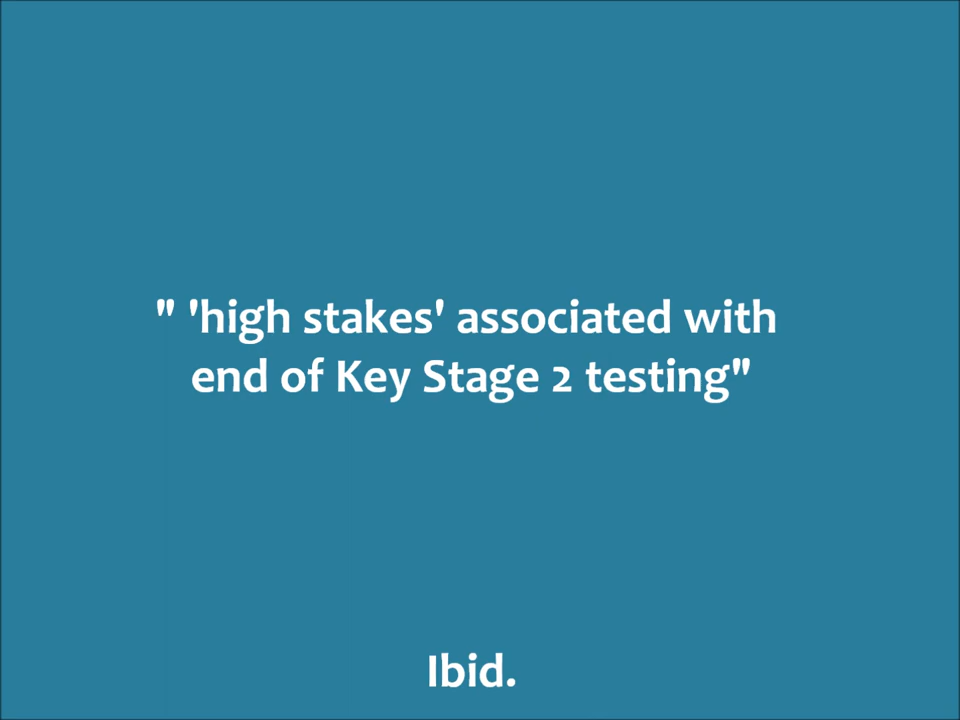 " 'high stakes' associated with
end of Key Stage 2 testing"
Ibid.